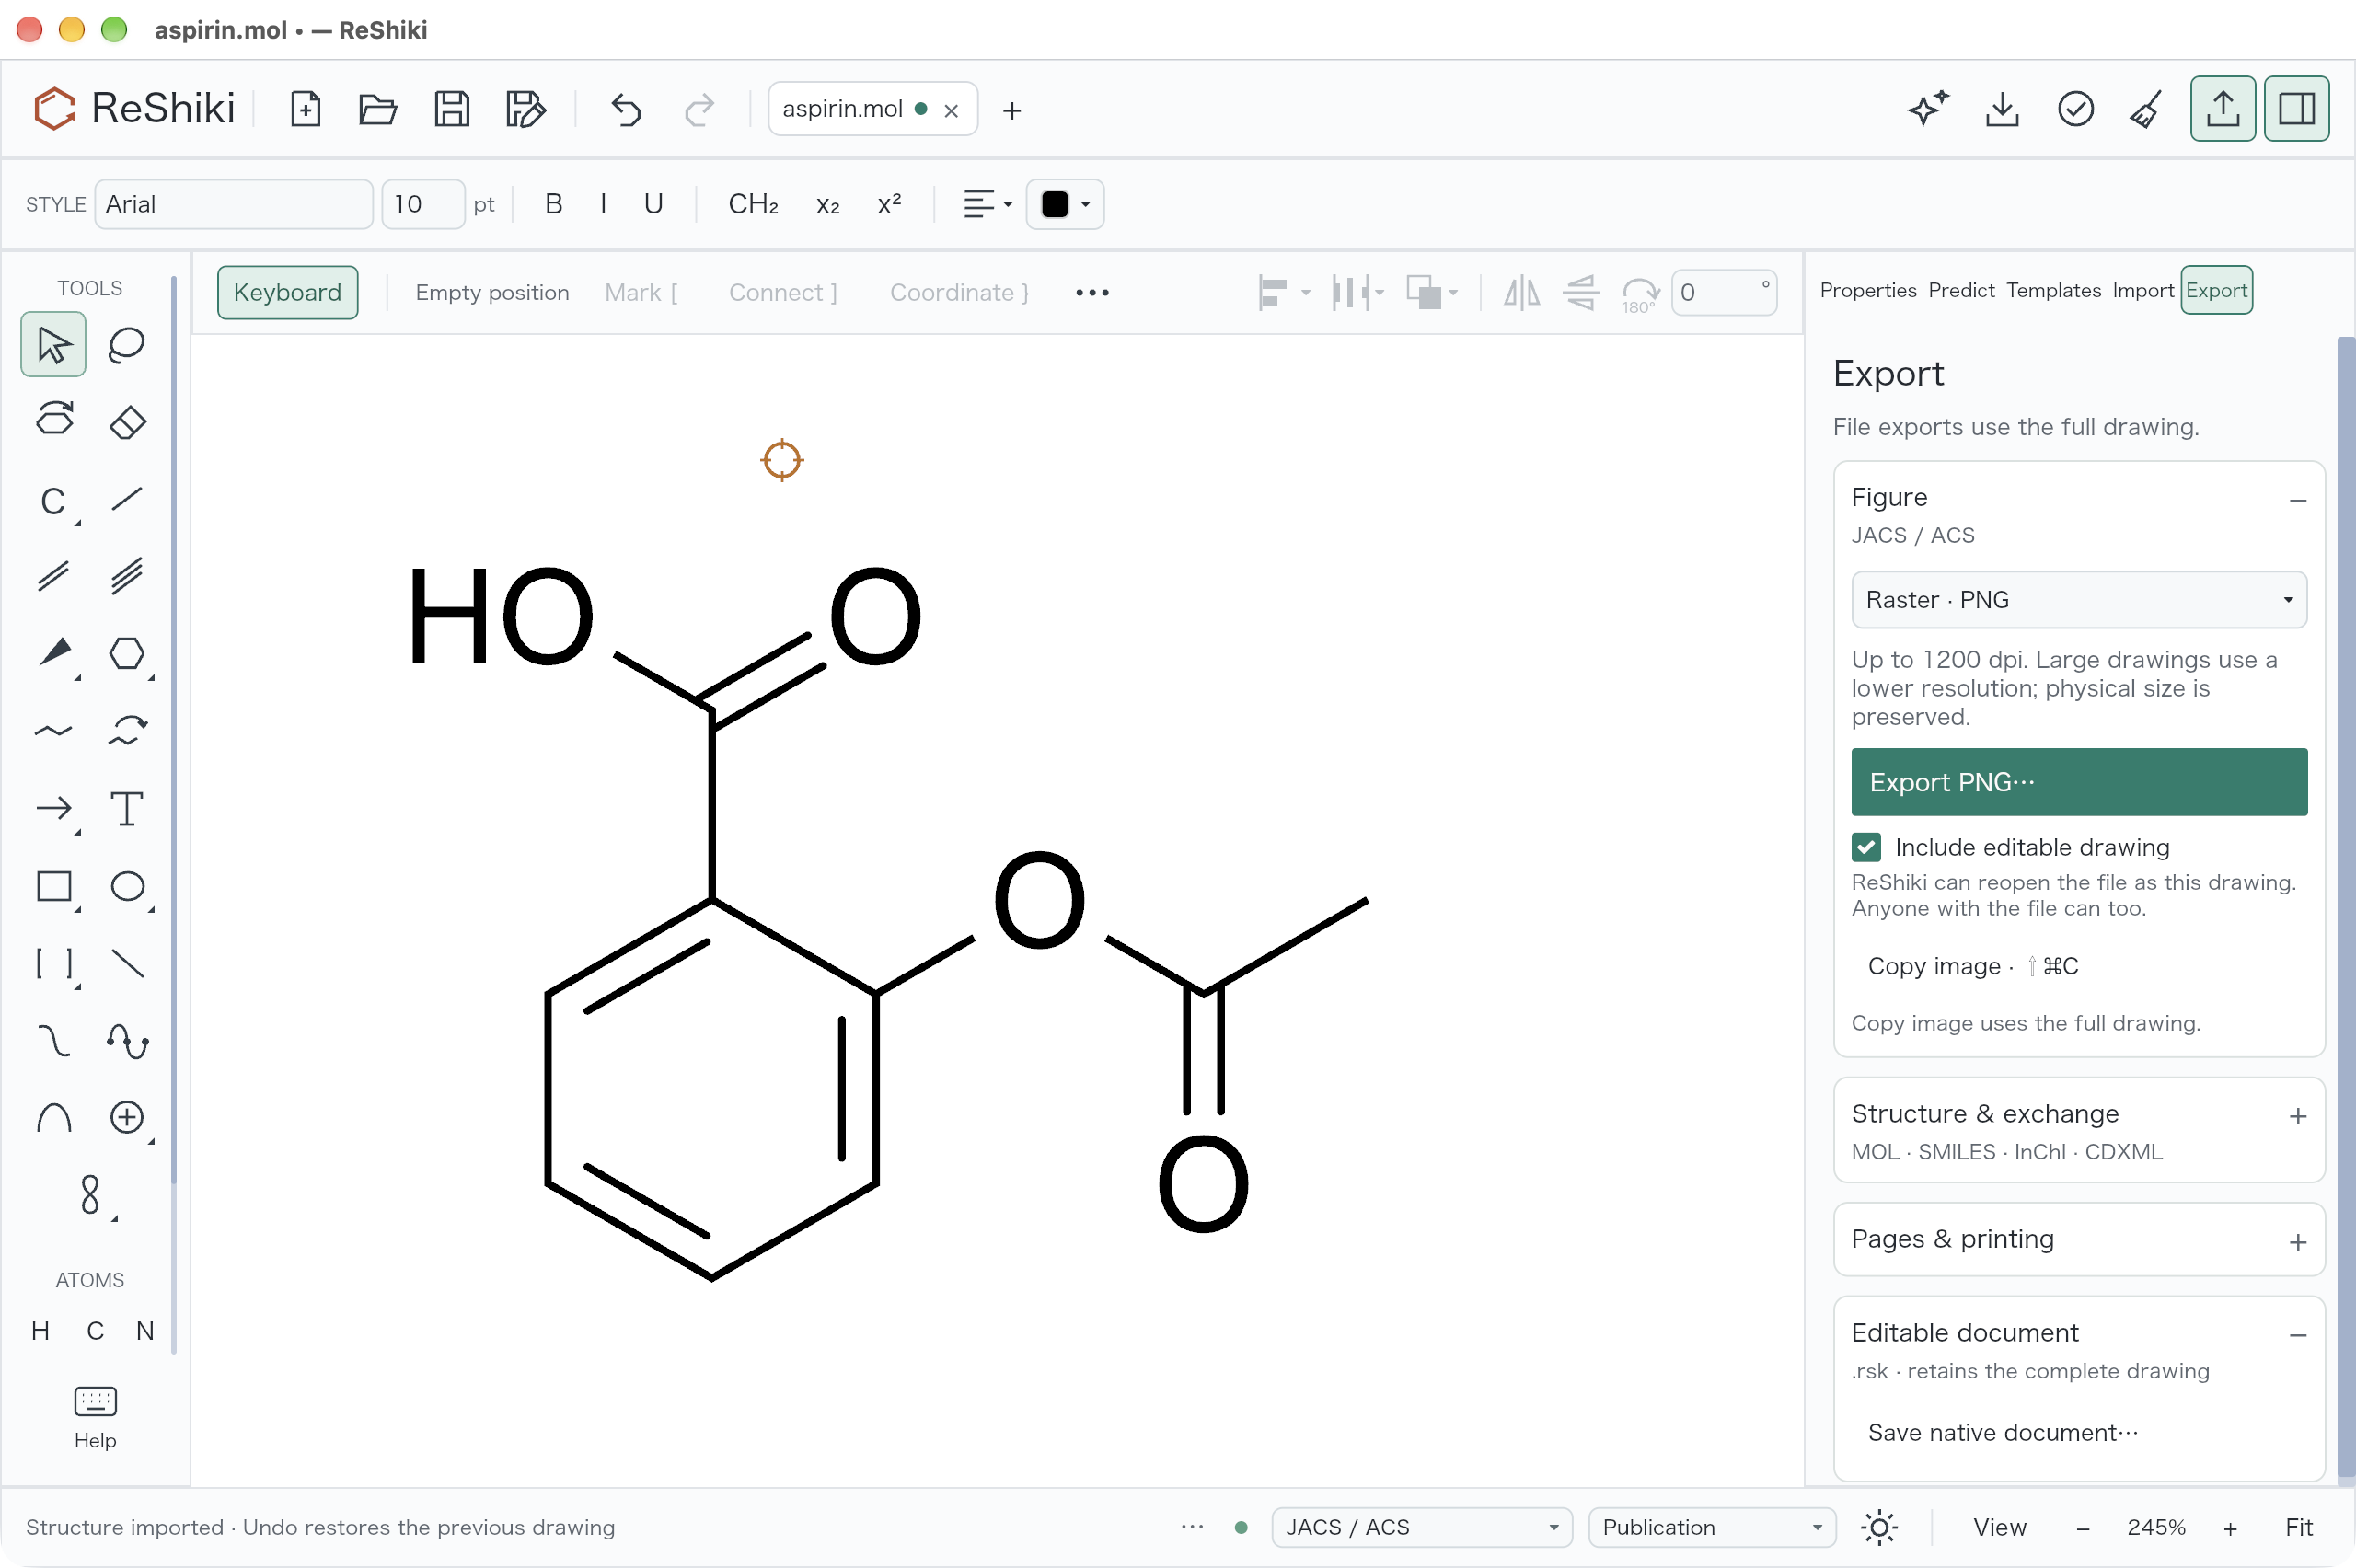 aspirin.mol • — ReShiki
ReShiki
aspirin.mol ● ×
+
STYLE Arial 10 pt B I U CH₂ x₂ x² 
TOOLS
C
T
[ ]
ATOMS
H C N
Help
Keyboard Empty position Mark [ Connect ] Coordinate } ••• 180° 0 °
HO
O
O
O
Properties Predict Templates Import Export
Export
File exports use the full drawing.
Figure −
JACS / ACS
Raster · PNG
Up to 1200 dpi. Large drawings use a
lower resolution; physical size is
preserved.
Export PNG⋯
Include editable drawing
ReShiki can reopen the file as this drawing.
Anyone with the file can too.
Copy image · ⇧⌘C
Copy image uses the full drawing.
Structure & exchange +
MOL · SMILES · InChI · CDXML
Pages & printing +
Editable document −
.rsk · retains the complete drawing
Save native document⋯
Structure imported · Undo restores the previous drawing
⋯ ● JACS / ACS Publication View − 245% + Fit